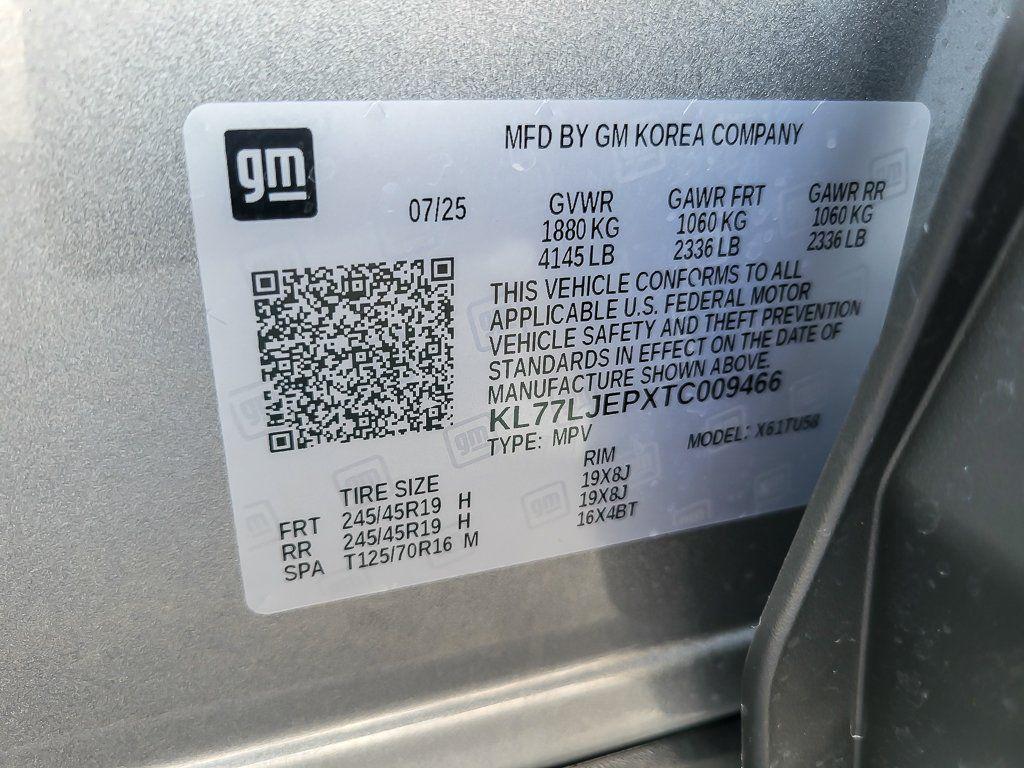 gm
MFD BY GM KOREA COMPANY
07/25
GVWR
1880 KG
4145 LB
GAWR FRT
1060 KG
2336 LB
GAWR RR
1060 KG
2336 LB
THIS VEHICLE CONFORMS TO ALL
APPLICABLE U.S. FEDERAL MOTOR
VEHICLE SAFETY AND THEFT PREVENTION
STANDARDS IN EFFECT ON THE DATE OF
MANUFACTURE SHOWN ABOVE.
KL77LJEPXTC009466
TYPE: MPV
MODEL: X61TU58
TIRE SIZE
RIM
FRT 245/45R19 H 19X8J
RR 245/45R19 H 19X8J
SPA T125/70R16 M 16X4BT